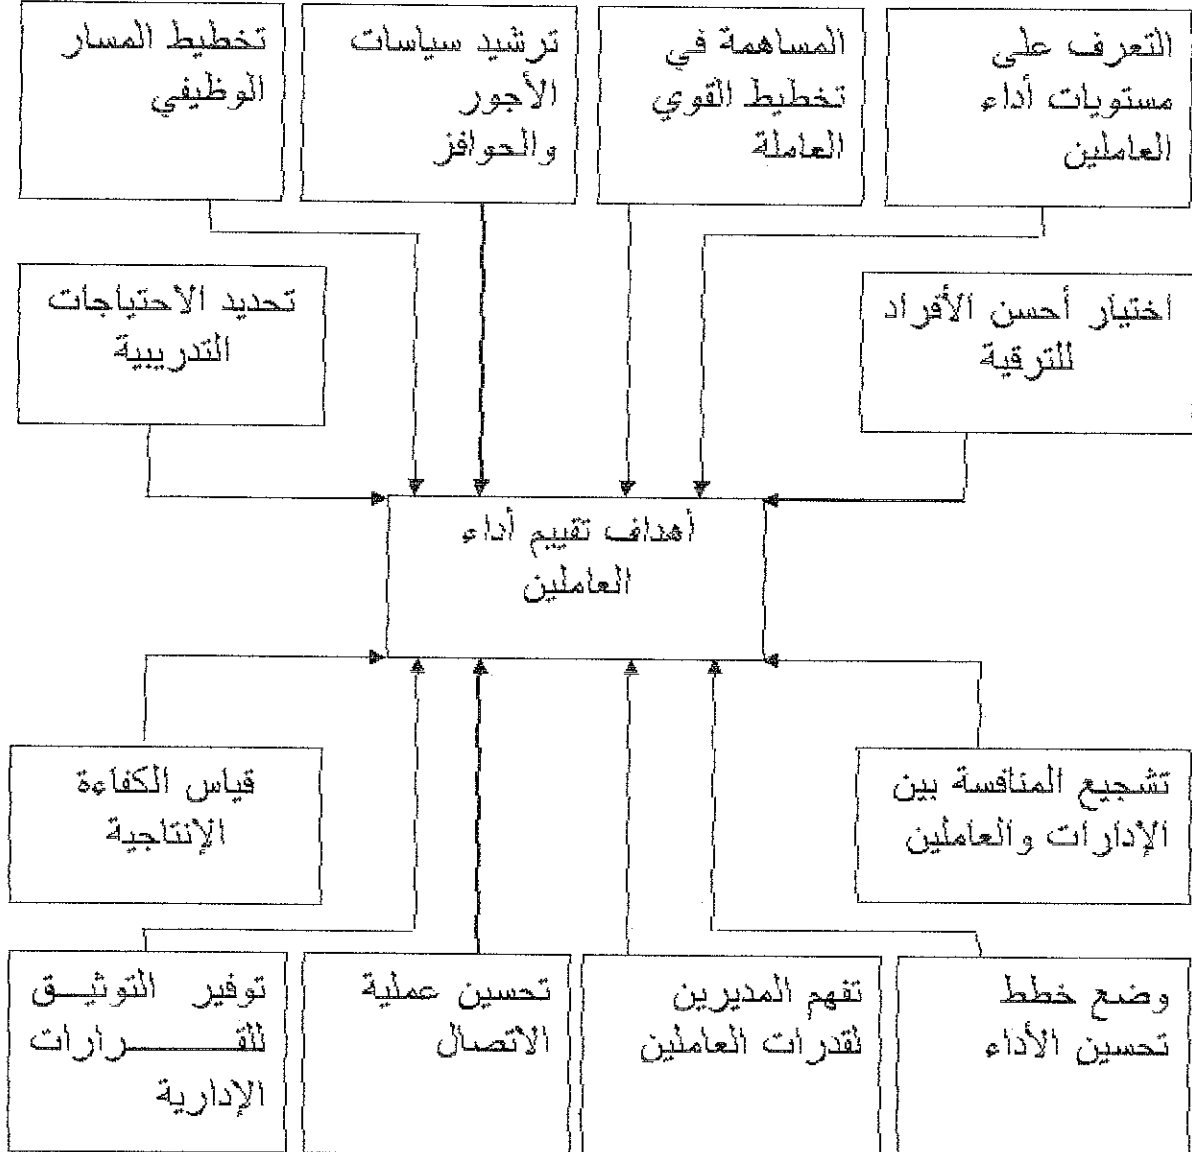 التعرف على
مستويات أداء
العاملين
المساهمة في
تخطيط القوي
العاملة
ترشيد سياسات
الأجور
والحوافز
تخطيط المسار
الوظيفي
اختيار أحسن الأفراد
للترقية
تحديد الاحتياجات
التدريبية
أهداف تقييم أداء
العاملين
تشجيع المنافسة بين
الإدارات والعاملين
قياس الكفاءة
الإنتاجية
وضع خطط
تحسين الأداء
تفهم المديرين
لقدرات العاملين
تحسين عملية
الاتصال
توفير التوثيــق
للقــــــــرارات
الإدارية